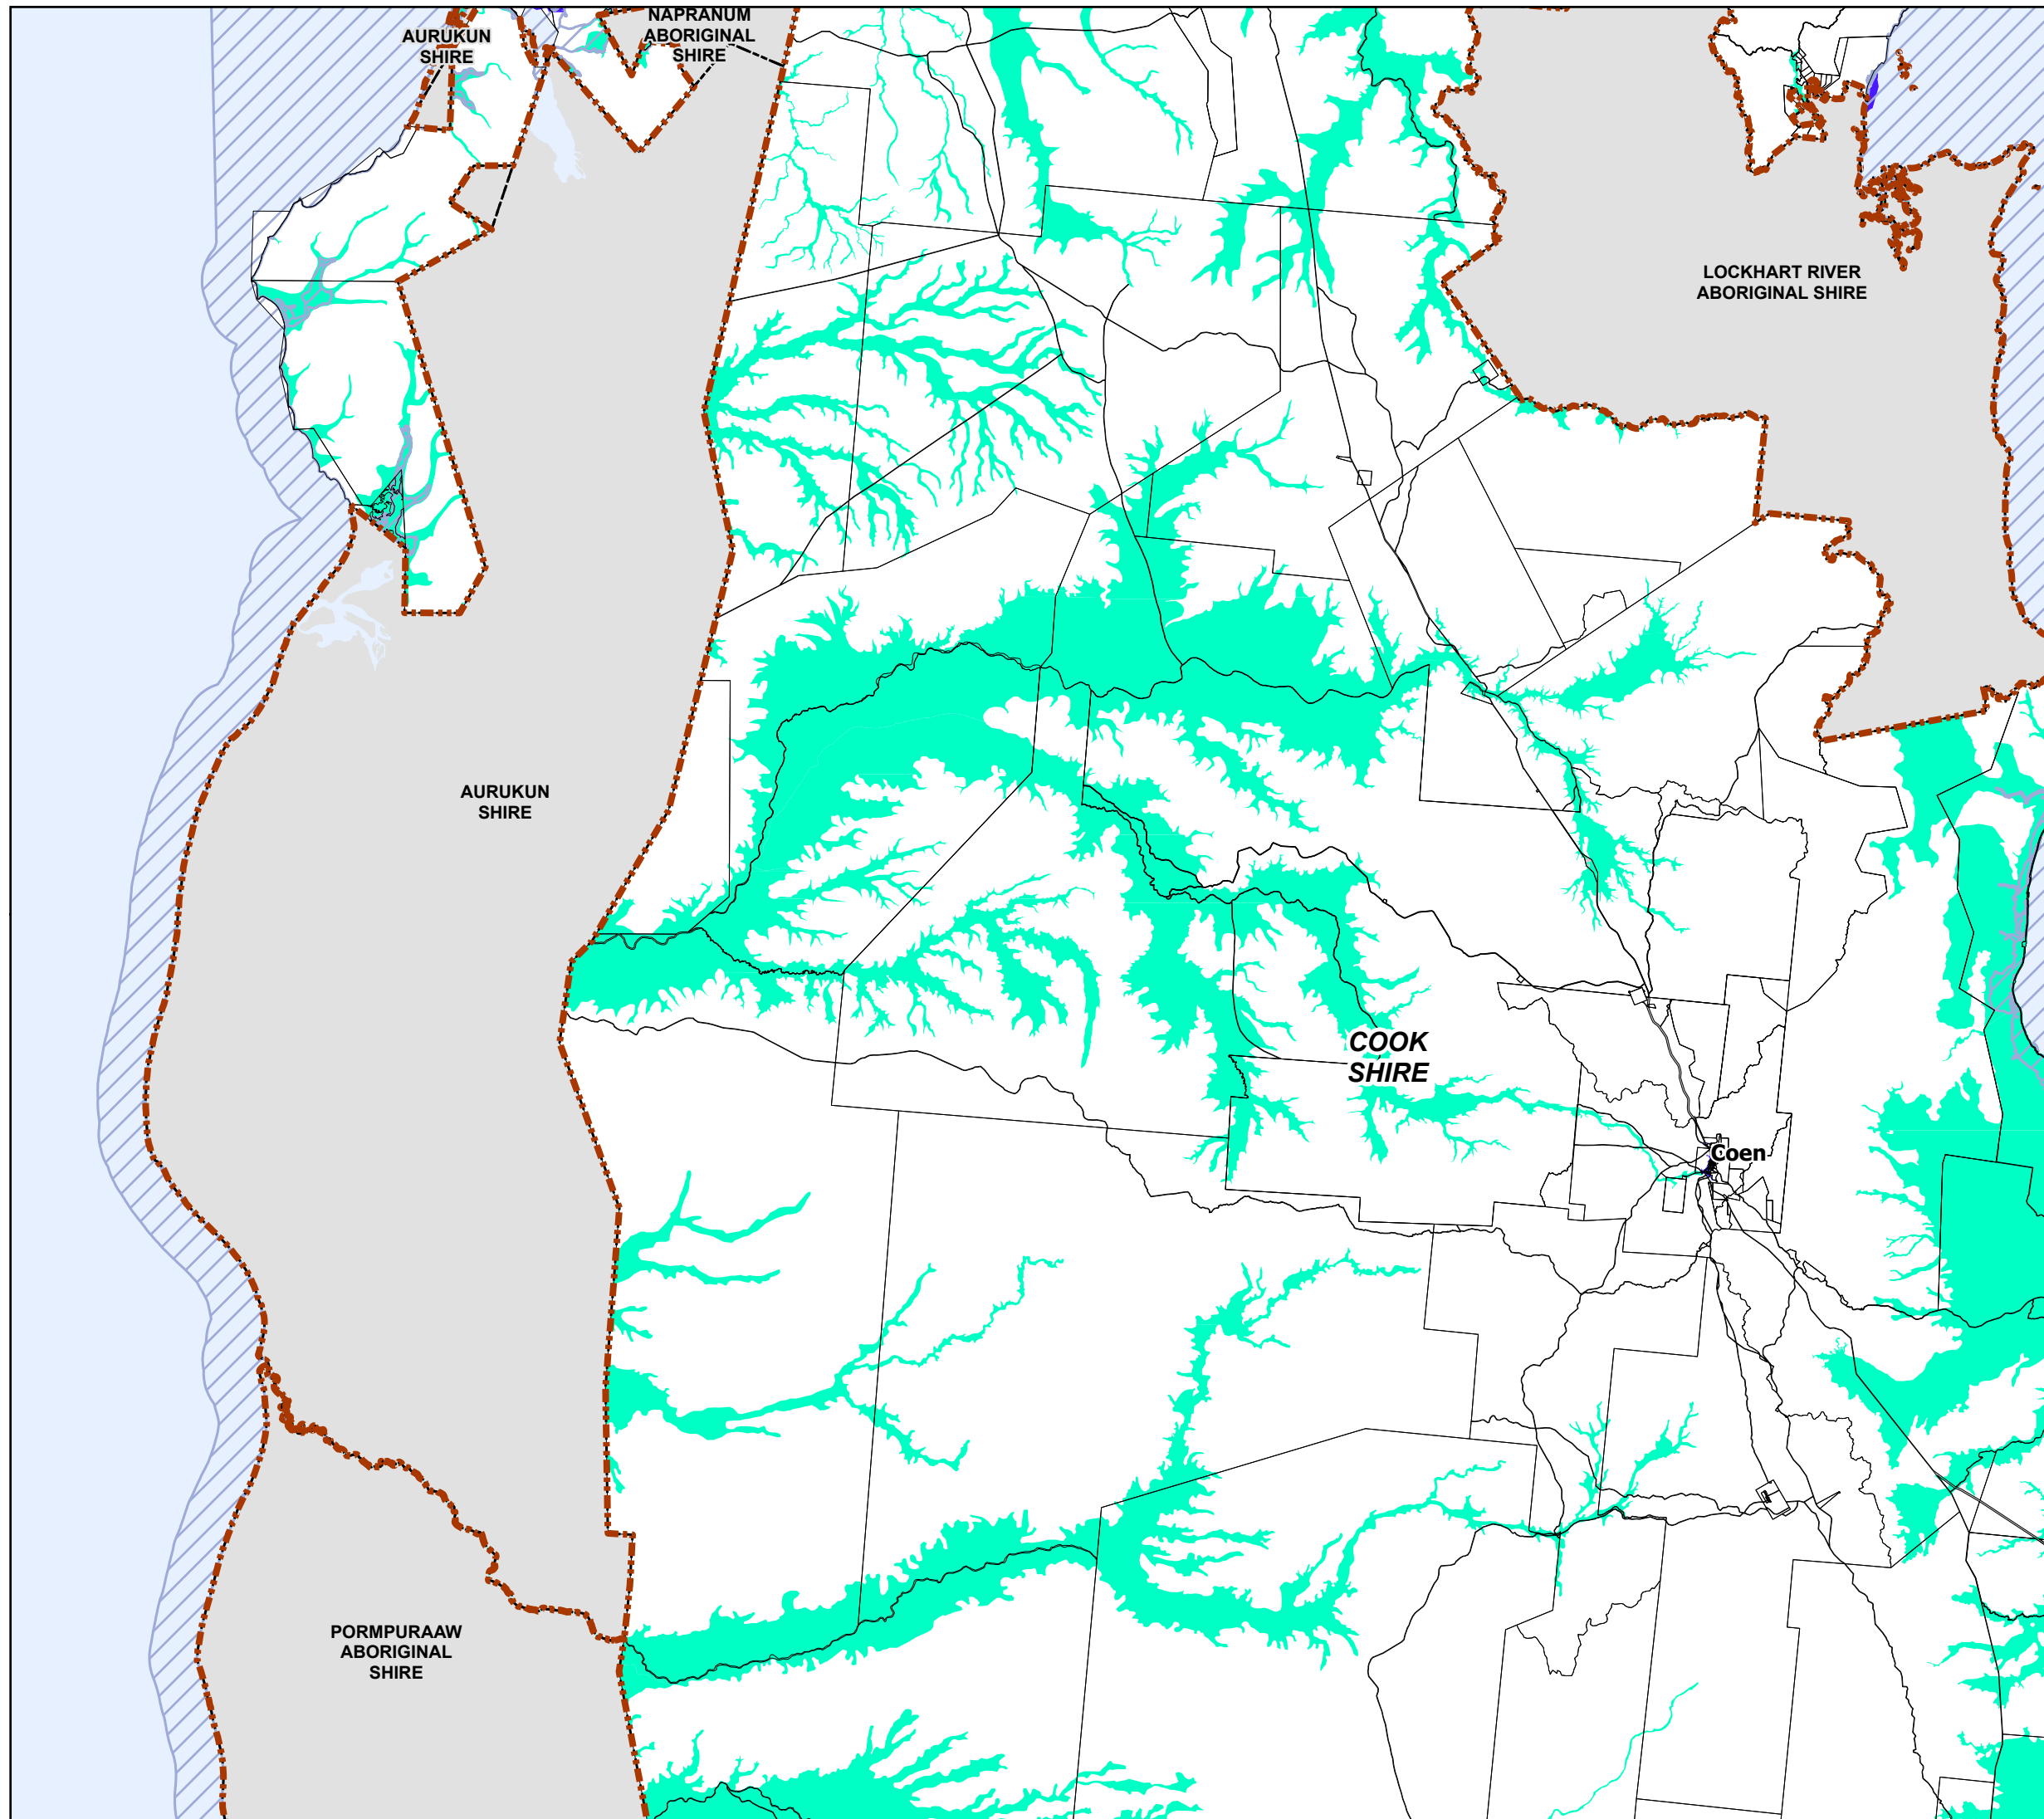 AURUKUN
SHIRE
NAPRANUM
ABORIGINAL
SHIRE
LOCKHART RIVER
ABORIGINAL SHIRE
AURUKUN
SHIRE
COOK
SHIRE
Coen
PORMPURAAW
ABORIGINAL
SHIRE